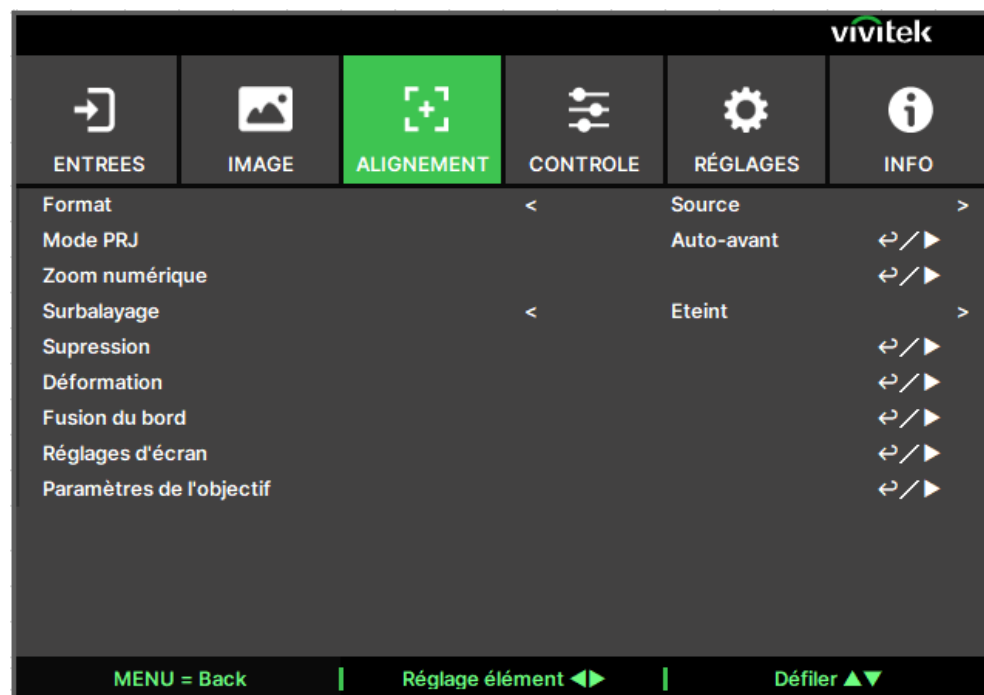 vivitek
ENTREES IMAGE ALIGNEMENT CONTROLE RÉGLAGES INFO
Format < Source >
Mode PRJ Auto-avant ↩/▶
Zoom numérique ↩/▶
Surbalayage < Eteint >
Supression ↩/▶
Déformation ↩/▶
Fusion du bord ↩/▶
Réglages d'écran ↩/▶
Paramètres de l'objectif ↩/▶
MENU = Back | Réglage élément ◀▶ | Défiler ▲▼